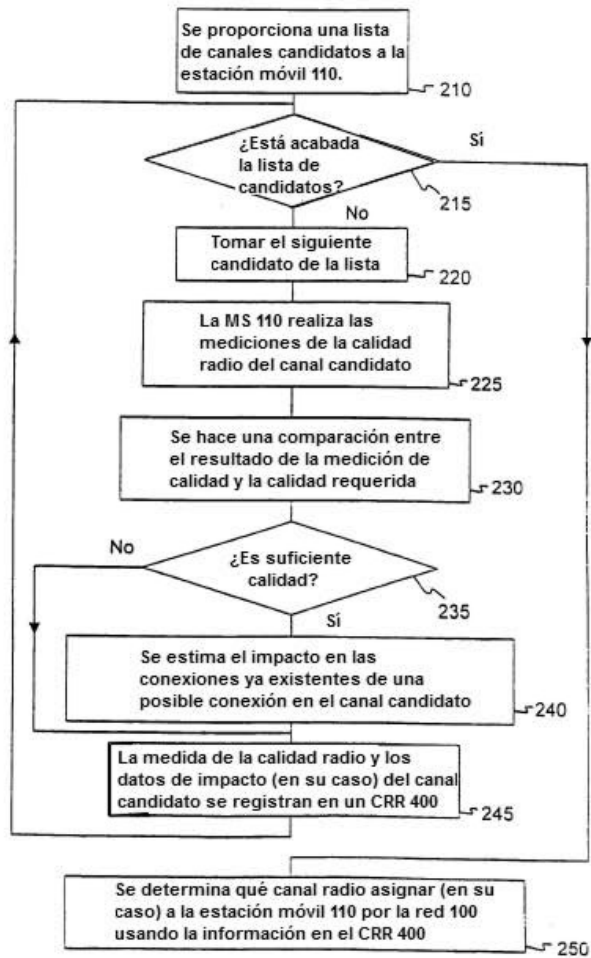 Se proporciona una lista
de canales candidatos a la
estación móvil 110.
210
¿Está acabada
la lista de
candidatos?
Sí
215
No
Tomar el siguiente
candidato de la lista
220
La MS 110 realiza las
mediciones de la calidad
radio del canal candidato
225
Se hace una comparación entre
el resultado de la medición de
calidad y la calidad requerida
230
No
¿Es suficiente
calidad?
235
Sí
Se estima el impacto en las
conexiones ya existentes de una
posible conexión en el canal
candidato
240
La medida de la calidad radio y los
datos de impacto (en su caso) del canal
candidato se registran en un CRR 400
245
Se determina qué canal radio asignar (en su
caso) a la estación móvil 110 por la red 100
usando la información en el CRR 400
250